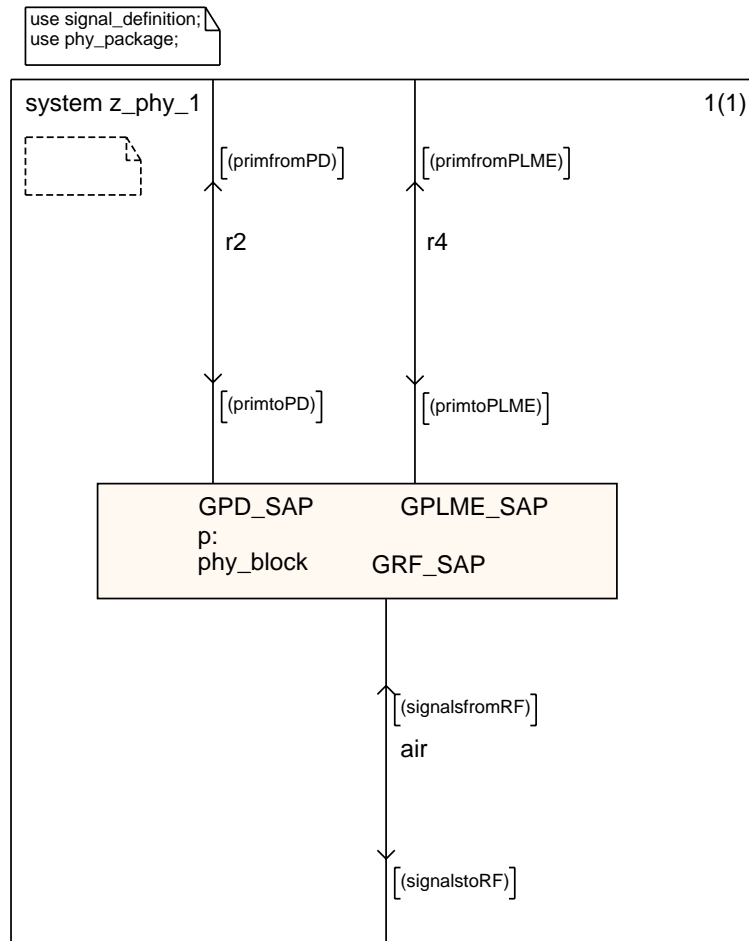 use signal_definition;
use phy_package;
system z_phy_1 1(1)
[(primfromPD)] [(primfromPLME)]
r2 r4
[(primtoPD)] [(primtoPLME)]
GPD_SAP GPLME_SAP
p:
phy_block GRF_SAP
[(signalsfromRF)]
air
[(signalstoRF)]